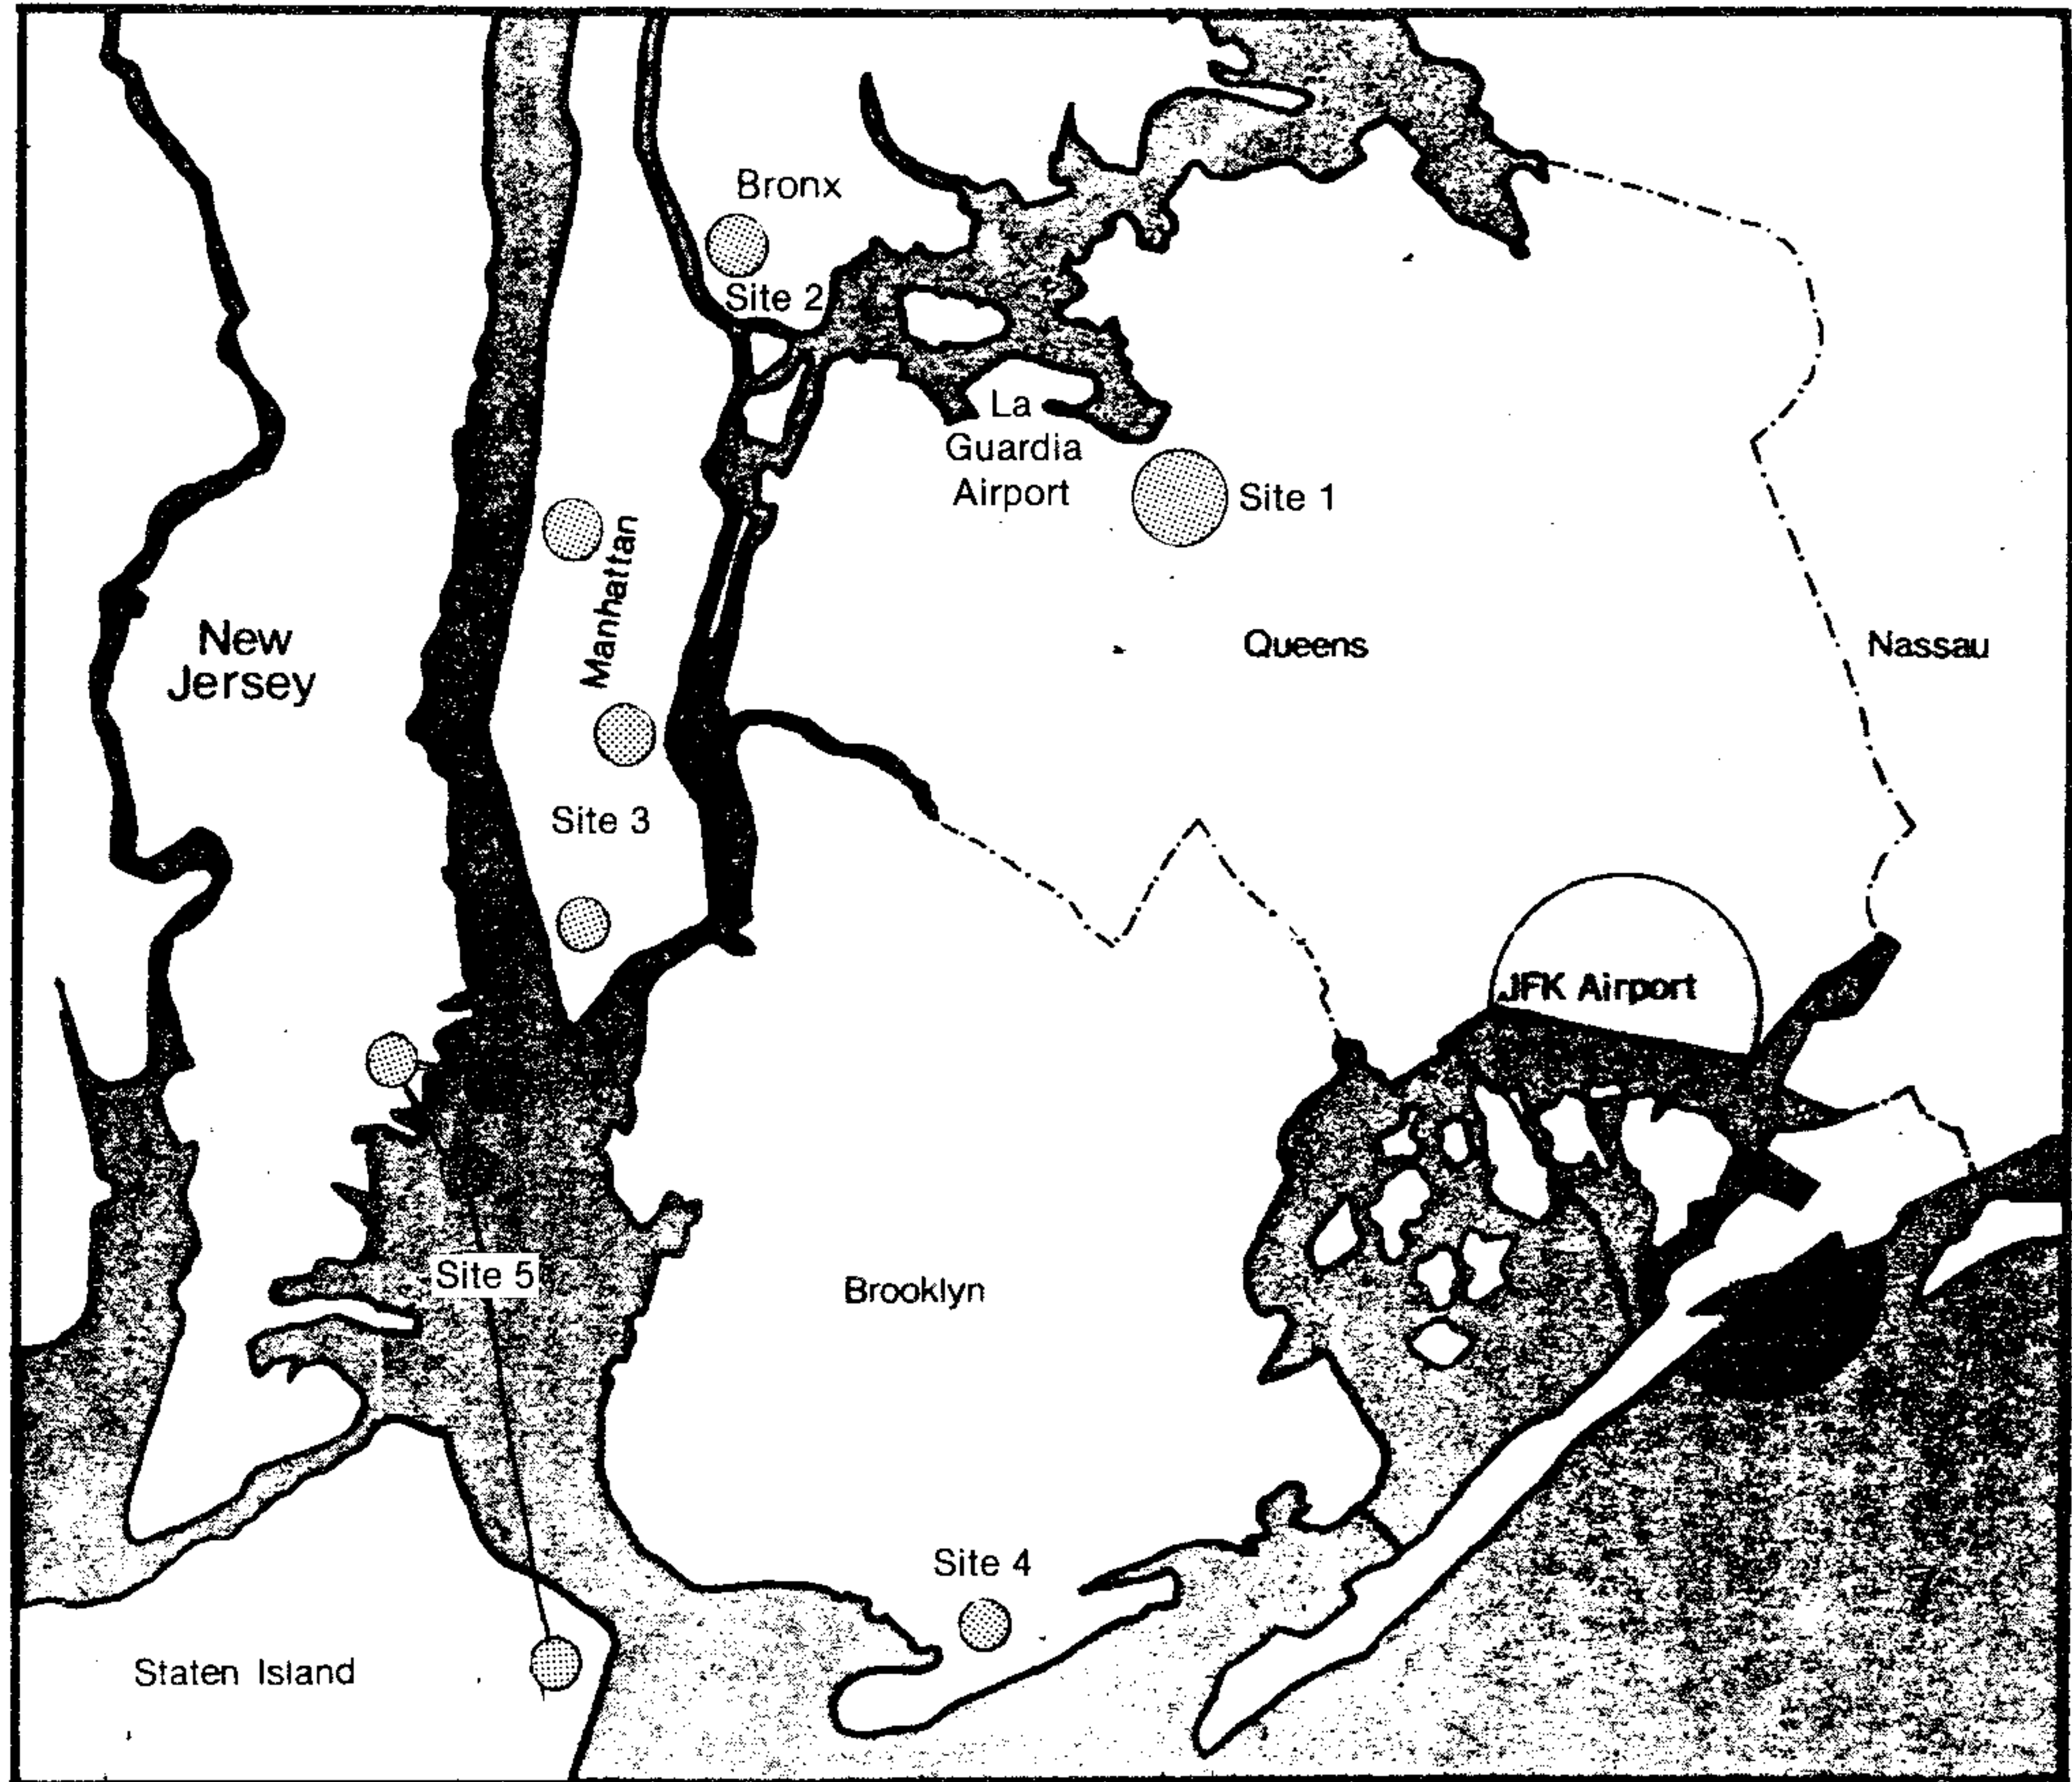 Bronx
Site 2
La
Guardia
Airport
Site 1
Manhattan
New
Jersey
Queens
Nassau
Site 3
JFK Airport
Site 5
Brooklyn
Site 4
Staten Island